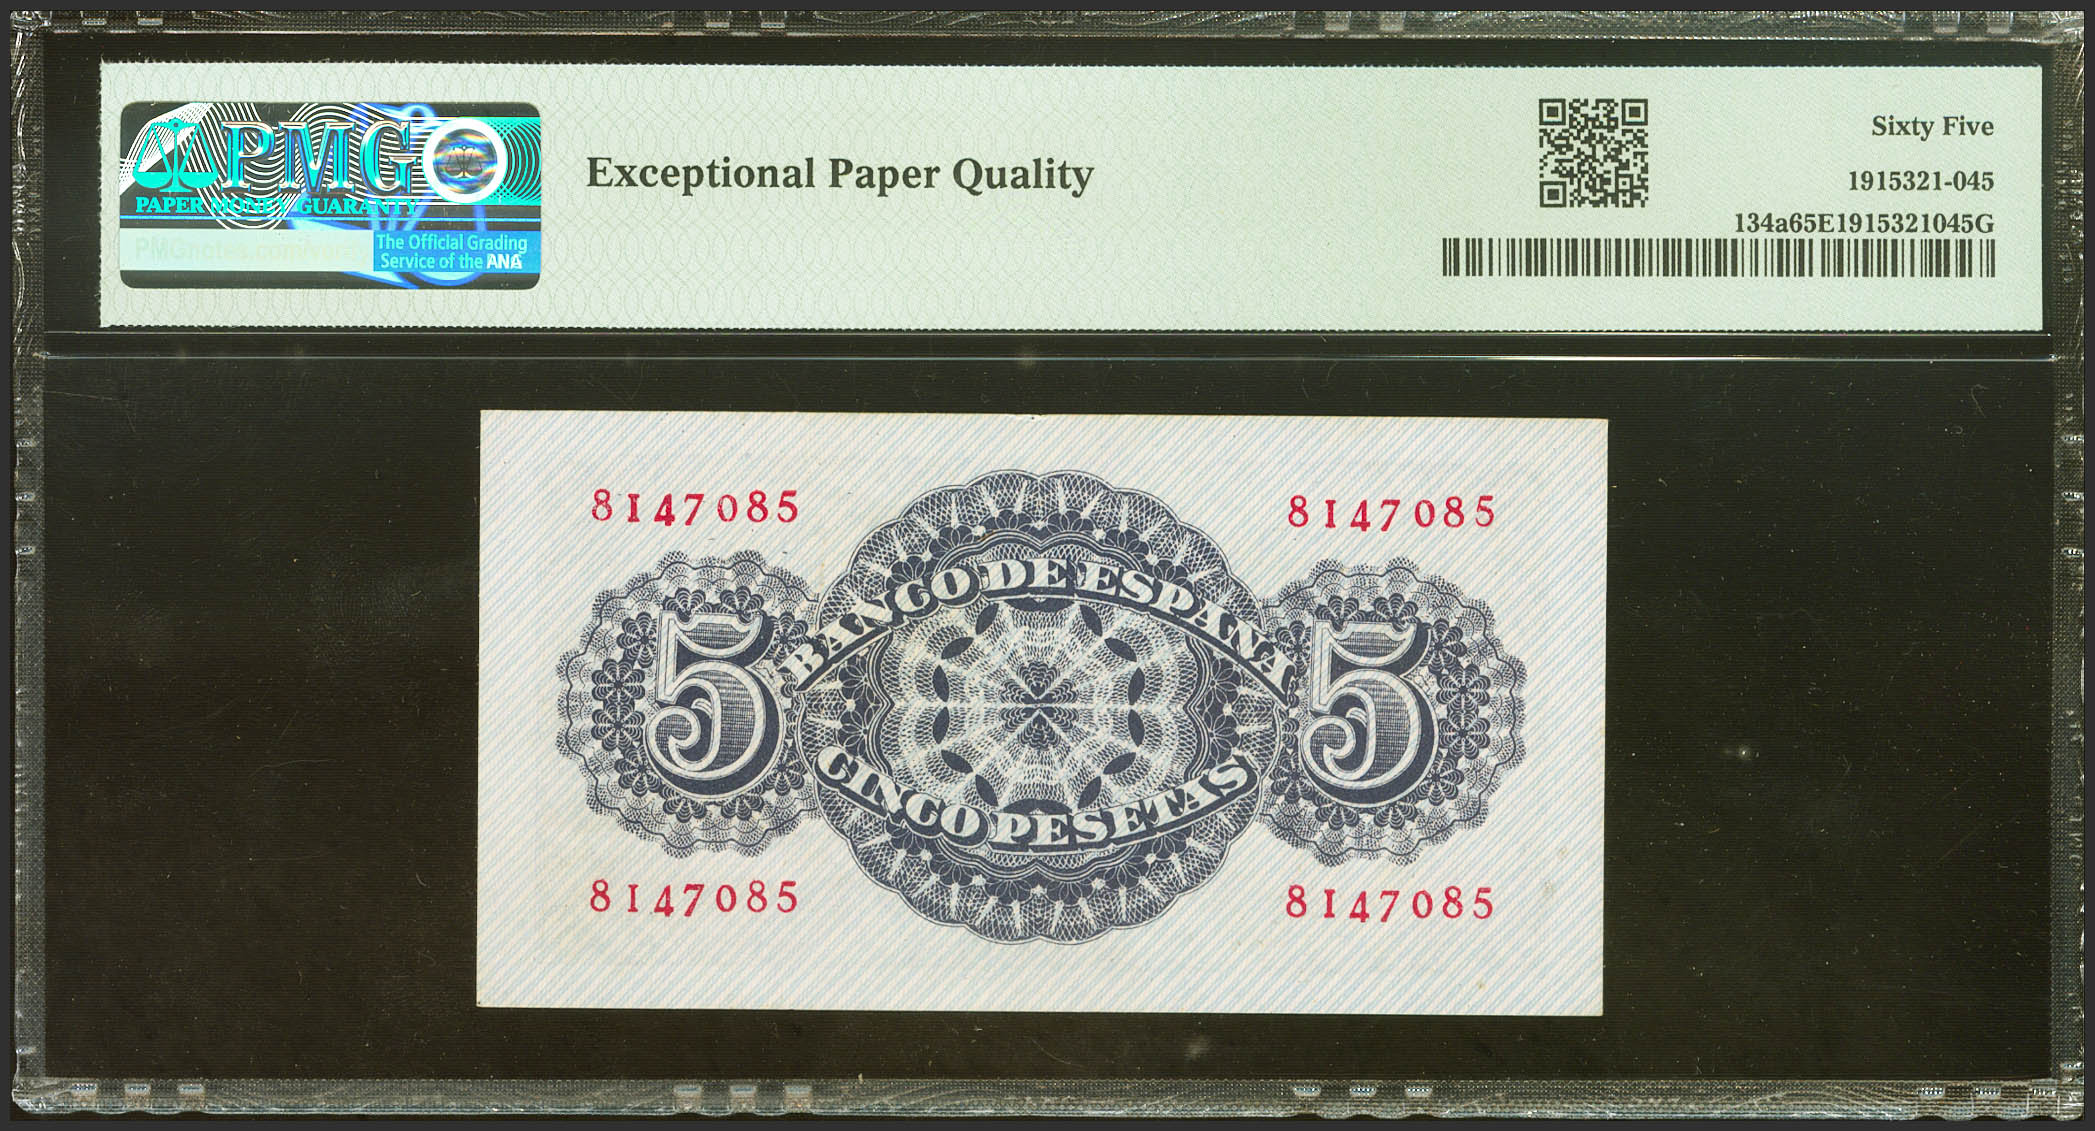 PMG
PAPER MONEY GUARANTY
PMGnotes.com/verify
The Official Grading
Service of the ANA
Exceptional Paper Quality
Sixty Five
1915321-045
134a65E1915321045G
8147085 8147085
BANCO DE ESPAÑA
5 5
CINCO PESETAS
8147085 8147085